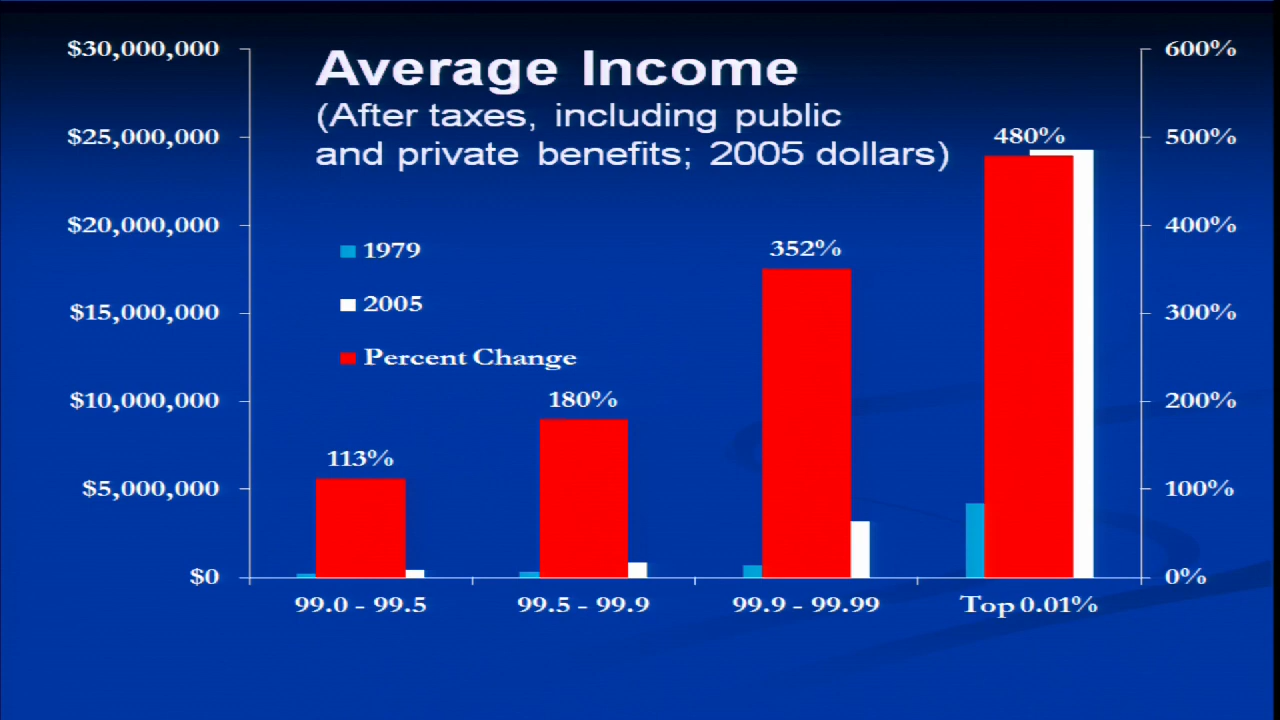 Average Income
(After taxes, including public
and private benefits; 2005 dollars)
$30,000,000
$25,000,000
$20,000,000
$15,000,000
$10,000,000
$5,000,000
$0
600%
500%
400%
300%
200%
100%
0%
1979
2005
Percent Change
113%
180%
352%
480%
99.0 - 99.5
99.5 - 99.9
99.9 - 99.99
Top 0.01%